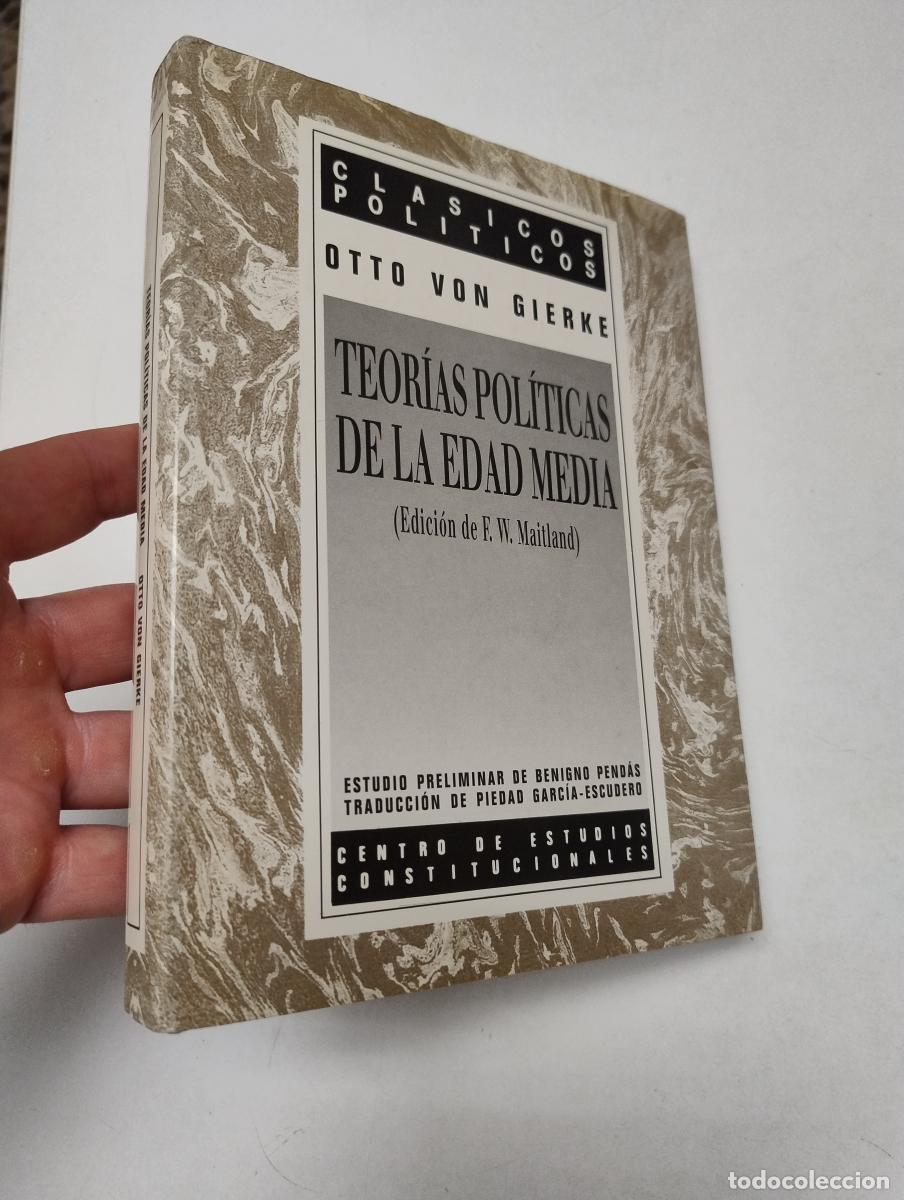 CLASICOS
POLITICOS
OTTO VON GIERKE
TEORÍAS POLÍTICAS
DE LA EDAD MEDIA
(Edición de F. W. Maitland)
ESTUDIO PRELIMINAR DE BENIGNO PENDÁS
TRADUCCIÓN DE PIEDAD GARCÍA-ESCUDERO
CENTRO DE ESTUDIOS
CONSTITUCIONALES
TEORÍAS POLÍTICAS DE LA EDAD MEDIA OTTO VON GIERKE
todocoleccion